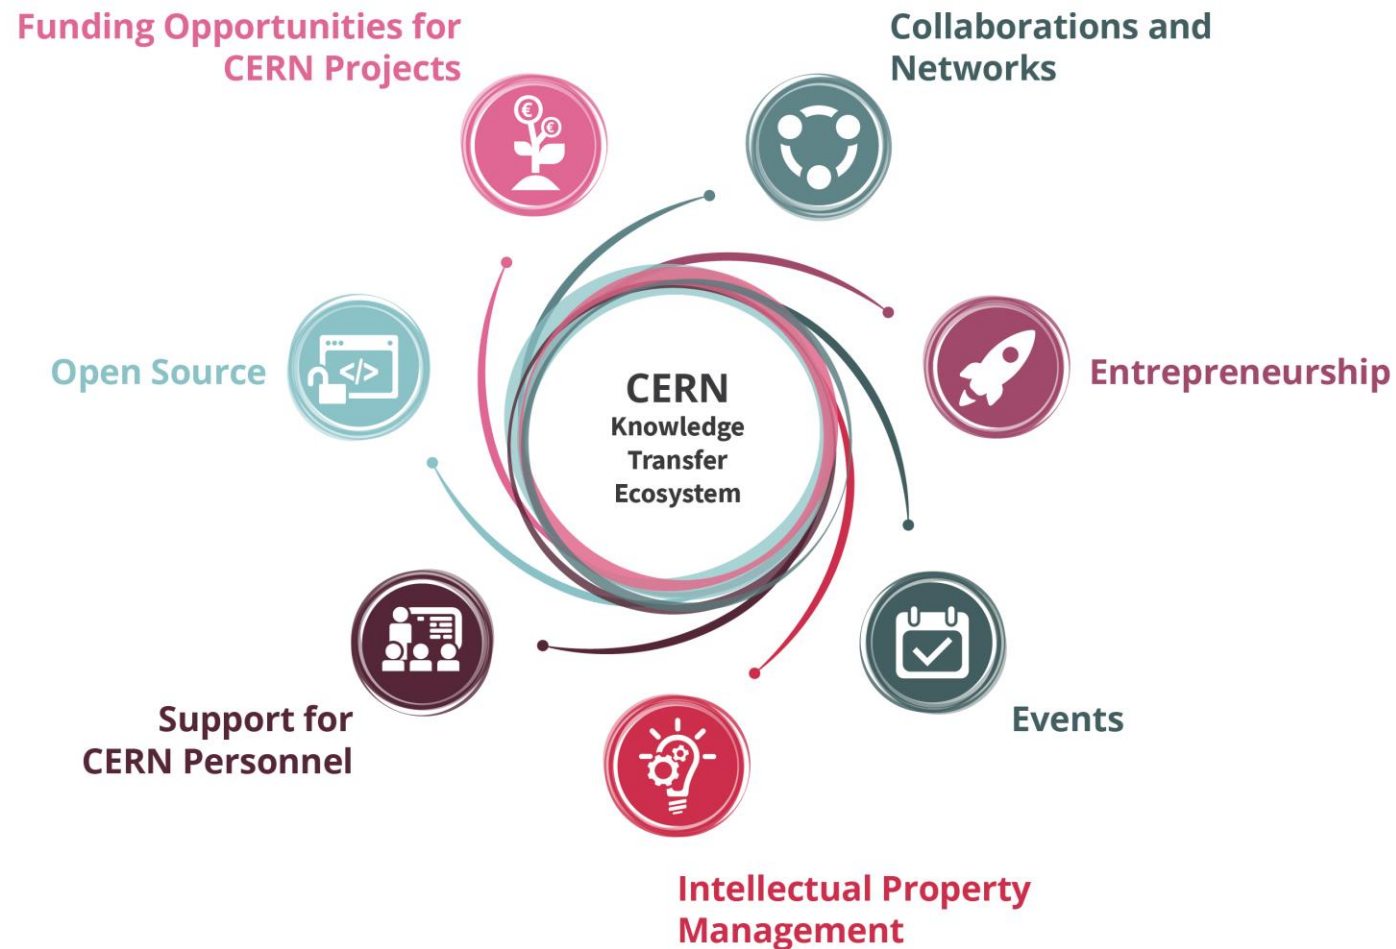 Funding Opportunities for
CERN Projects
Collaborations and
Networks
€
€
Open Source
</>
CERN
Knowledge
Transfer
Ecosystem
Entrepreneurship
Support for
CERN Personnel
Events
Intellectual Property
Management